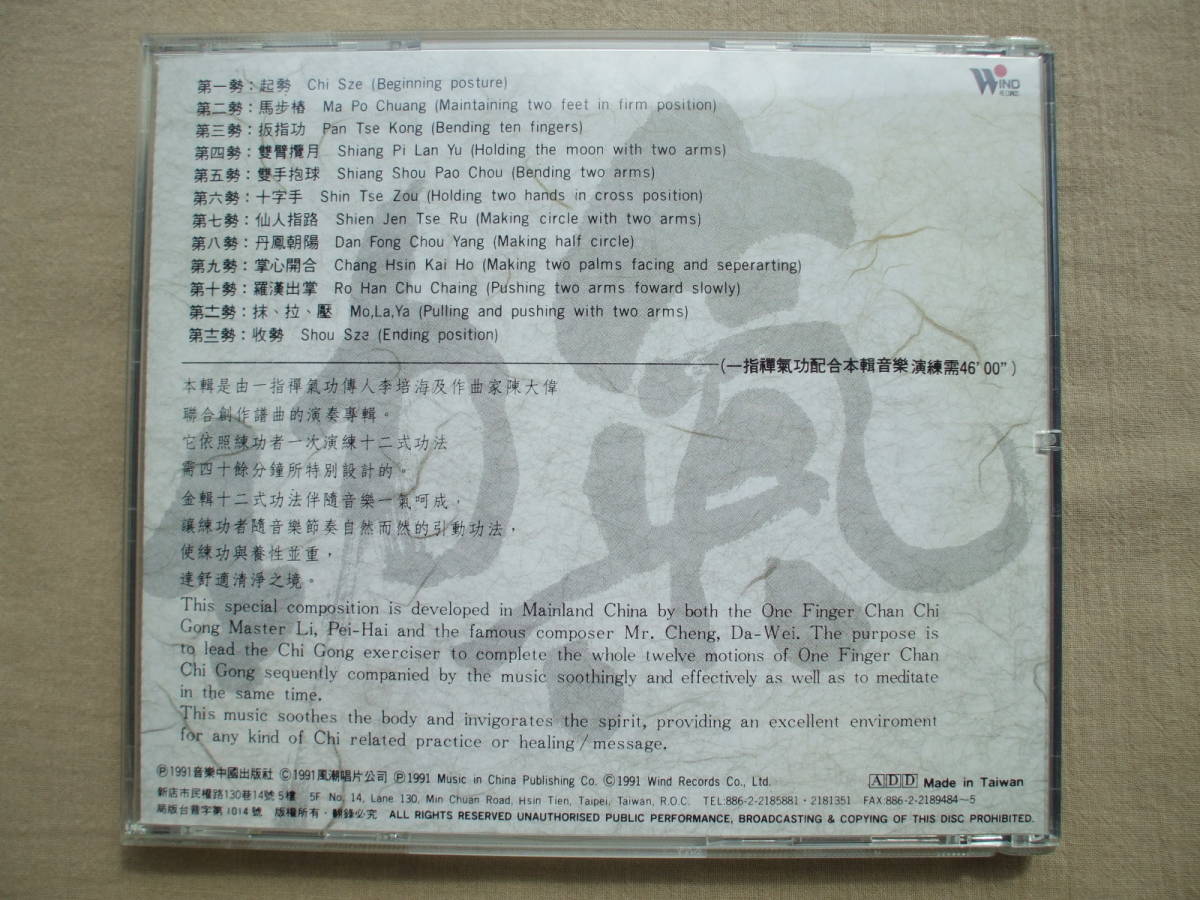 WIND
RECORDS
第一勢：起勢 Chi Sze (Beginning posture)
第二勢：馬步樁 Ma Po Chuang (Maintaining two feet in firm position)
第三勢：扳指功 Pan Tse Kong (Bending ten fingers)
第四勢：雙臂攬月 Shiang Pi Lan Yu (Holding the moon with two arms)
第五勢：雙手抱球 Shiang Shou Pao Chou (Bending two arms)
第六勢：十字手 Shin Tse Zou (Holding two hands in cross position)
第七勢：仙人指路 Shien Jen Tse Ru (Making circle with two arms)
第八勢：丹鳳朝陽 Dan Fong Chou Yang (Making half circle)
第九勢：掌心開合 Chang Hsin Kai Ho (Making two palms facing and seperarting)
第十勢：羅漢出掌 Ro Han Chu Chaing (Pushing two arms foward slowly)
第十一勢：抹、拉、壓 Mo,La,Ya (Pulling and pushing with two arms)
第十二勢：收勢 Shou Sze (Ending position)
(一指禪氣功配合本輯音樂演練需46'00")
本輯是由一指禪氣功傳人李培海及作曲家陳大偉
聯合創作譜曲的演奏專輯。
它依照練功者一次演練十二式功法
需四十餘分鐘所特別設計的。
金輯十二式功法伴隨音樂一氣呵成，
讓練功者隨音樂節奏自然而然的引動功法，
使練功與養性並重，
達舒適清淨之境。
This special composition is developed in Mainland China by both the One Finger Chan Chi
Gong Master Li, Pei-Hai and the famous composer Mr. Cheng, Da-Wei. The purpose is
to lead the Chi Gong exerciser to complete the whole twelve motions of One Finger Chan
Chi Gong sequently companied by the music soothingly and effectively as well as to meditate
in the same time.
This music soothes the body and invigorates the spirit, providing an excellent enviroment
for any kind of Chi related practice or healing/message.
Ⓟ1991音樂中國出版社 Ⓒ1991風潮唱片公司 Ⓟ1991 Music in China Publishing Co. Ⓒ1991 Wind Records Co., Ltd. ADD Made in Taiwan
新店市民權路130巷14號5樓 5F No. 14, Lane 130, Min Chuan Road, Hsin Tien, Taipei, Taiwan, R.O.C. TEL:886-2-2185881・2181351 FAX:886-2-2189484～5
局版台音字第1014號 版權所有・翻錄必究 ALL RIGHTS RESERVED UNAUTHORISED PUBLIC PERFORMANCE, BROADCASTING & COPYING OF THIS DISC PROHIBITED.